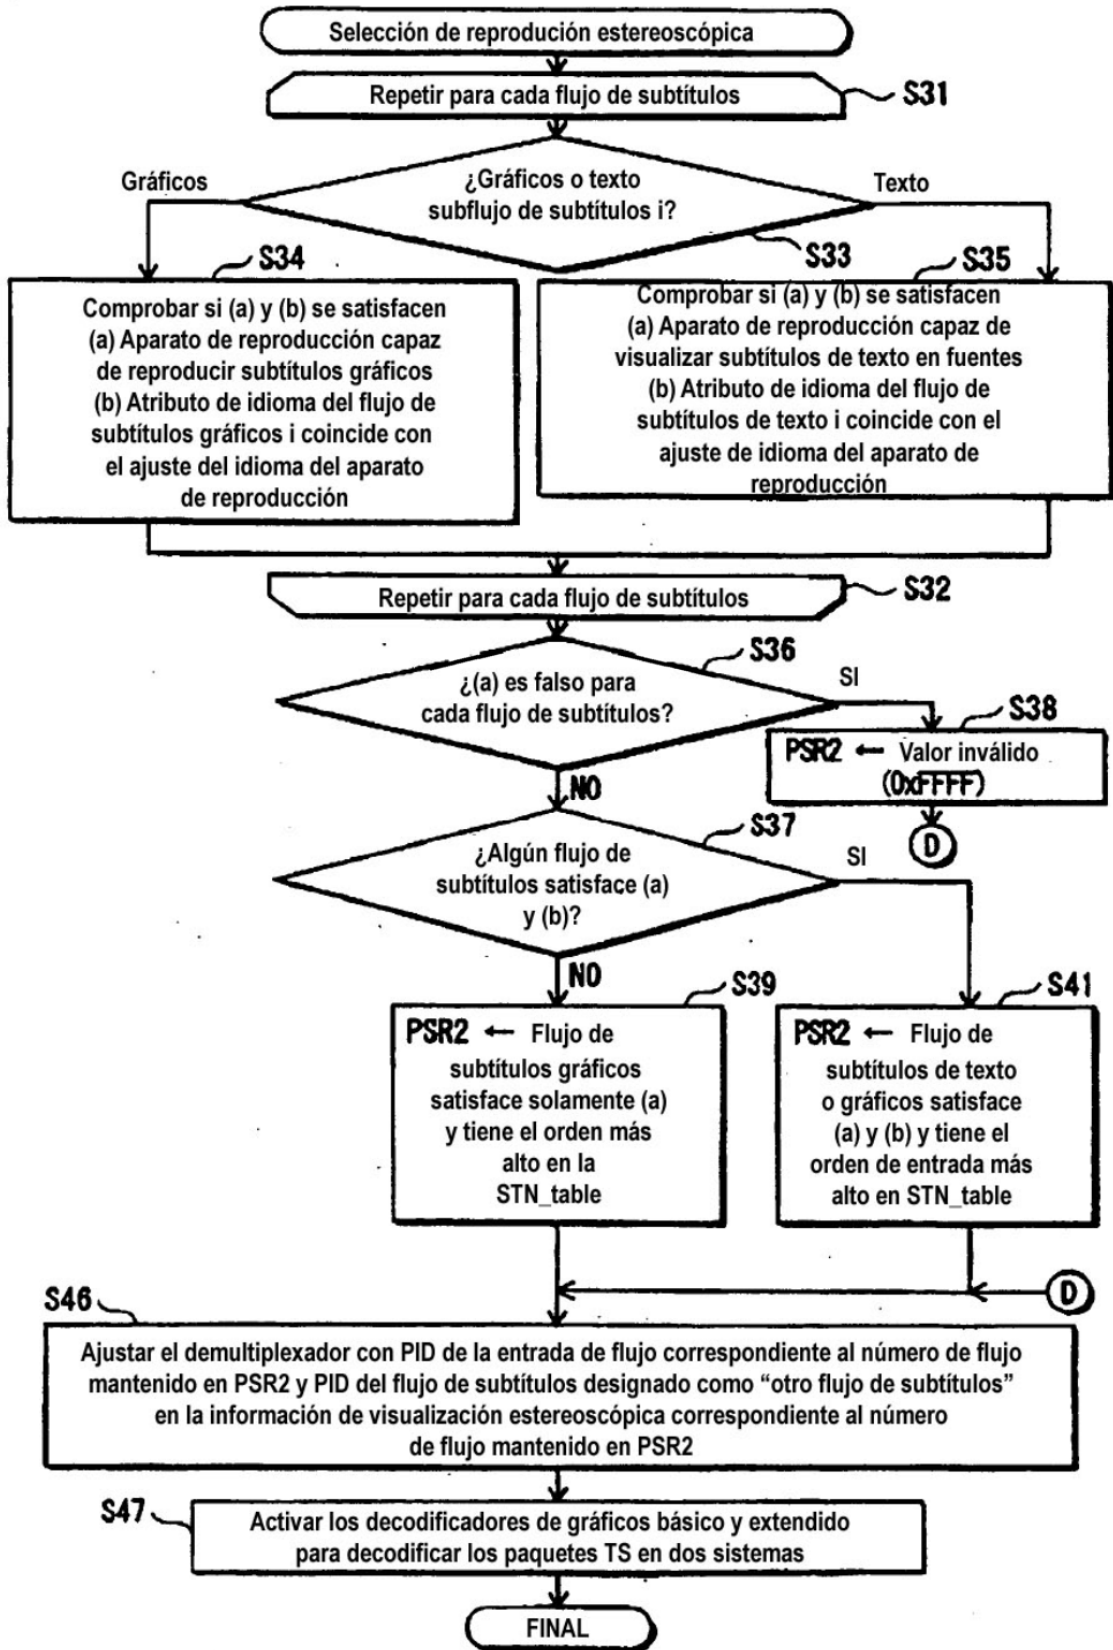 Selección de reprodución estereoscópica
Repetir para cada flujo de subtítulos
S31
¿Gráficos o texto
subflujo de subtítulos i?
Gráficos
Texto
S33
S34
Comprobar si (a) y (b) se satisfacen
(a) Aparato de reproducción capaz
de reproducir subtítulos gráficos
(b) Atributo de idioma del flujo de
subtítulos gráficos i coincide con
el ajuste del idioma del aparato
de reproducción
S35
Comprobar si (a) y (b) se satisfacen
(a) Aparato de reproducción capaz de
visualizar subtítulos de texto en fuentes
(b) Atributo de idioma del flujo de
subtítulos de texto i coincide con el
ajuste de idioma del aparato de
reproducción
Repetir para cada flujo de subtítulos
S32
S36
¿(a) es falso para
cada flujo de subtítulos?
SI
NO
S38
PSR2 ← Valor inválido
(0xFFFF)
D
S37
¿Algún flujo de
subtítulos satisface (a)
y (b)?
SI
NO
S39
PSR2 ← Flujo de
subtítulos gráficos
satisface solamente (a)
y tiene el orden más
alto en la
STN_table
S41
PSR2 ← Flujo de
subtítulos de texto
o gráficos satisface
(a) y (b) y tiene el
orden de entrada más
alto en STN_table
D
S46
Ajustar el demultiplexador con PID de la entrada de flujo correspondiente al número de flujo
mantenido en PSR2 y PID del flujo de subtítulos designado como “otro flujo de subtítulos”
en la información de visualización estereoscópica correspondiente al número
de flujo mantenido en PSR2
S47
Activar los decodificadores de gráficos básico y extendido
para decodificar los paquetes TS en dos sistemas
FINAL